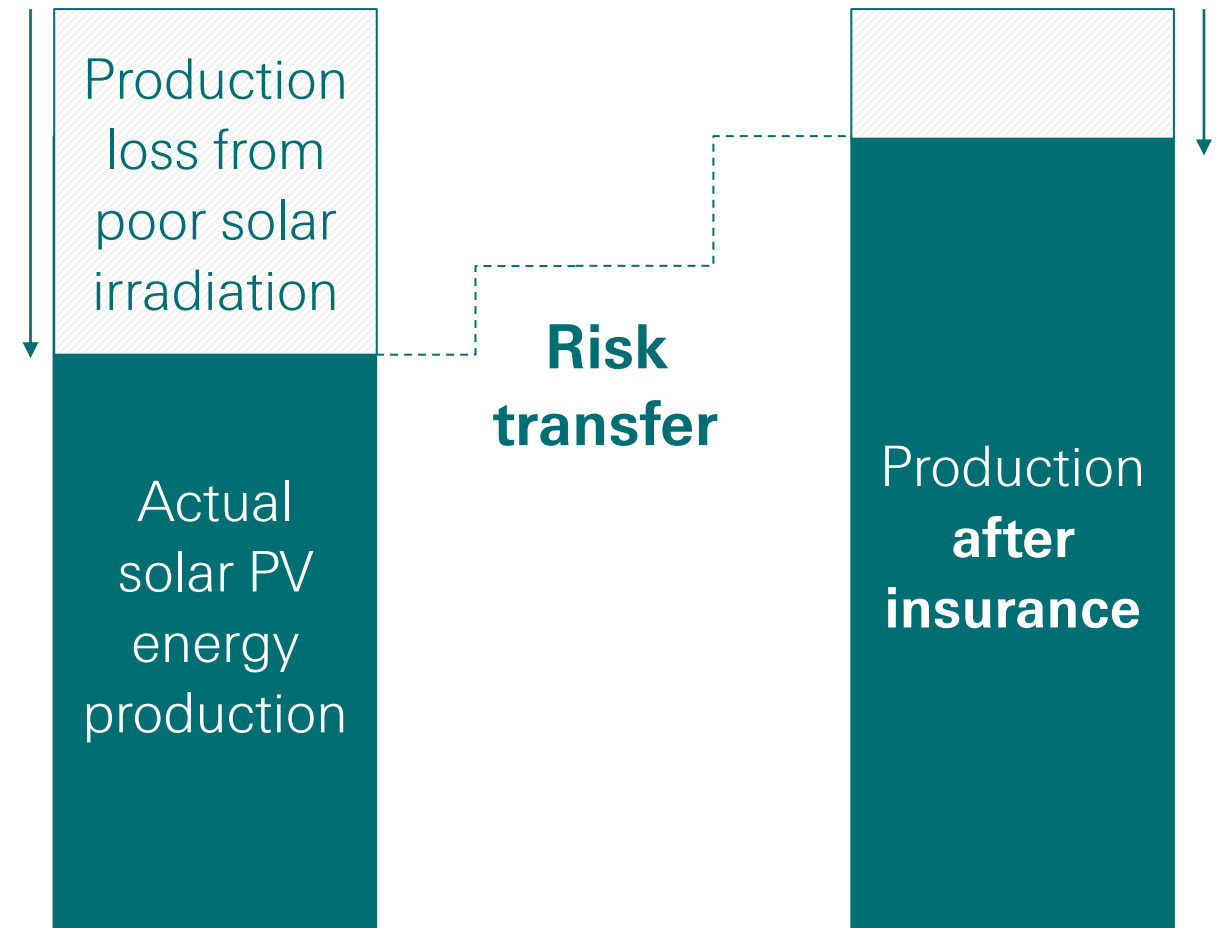 Production
loss from
poor solar
irradiation
Actual
solar PV
energy
production
Risk
transfer
Production
after
insurance